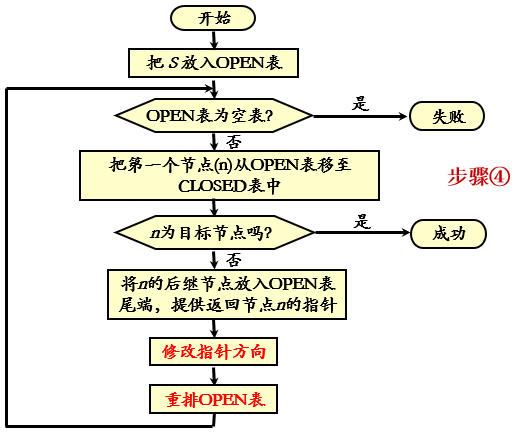 开始
把S放入OPEN表
OPEN表为空表?
是
失败
否
把第一个节点(n)从OPEN表移至
CLOSED表中
步骤④
n为目标节点吗?
是
成功
否
将n的后继节点放入OPEN表
尾端，提供返回节点n的指针
修改指针方向
重排OPEN表